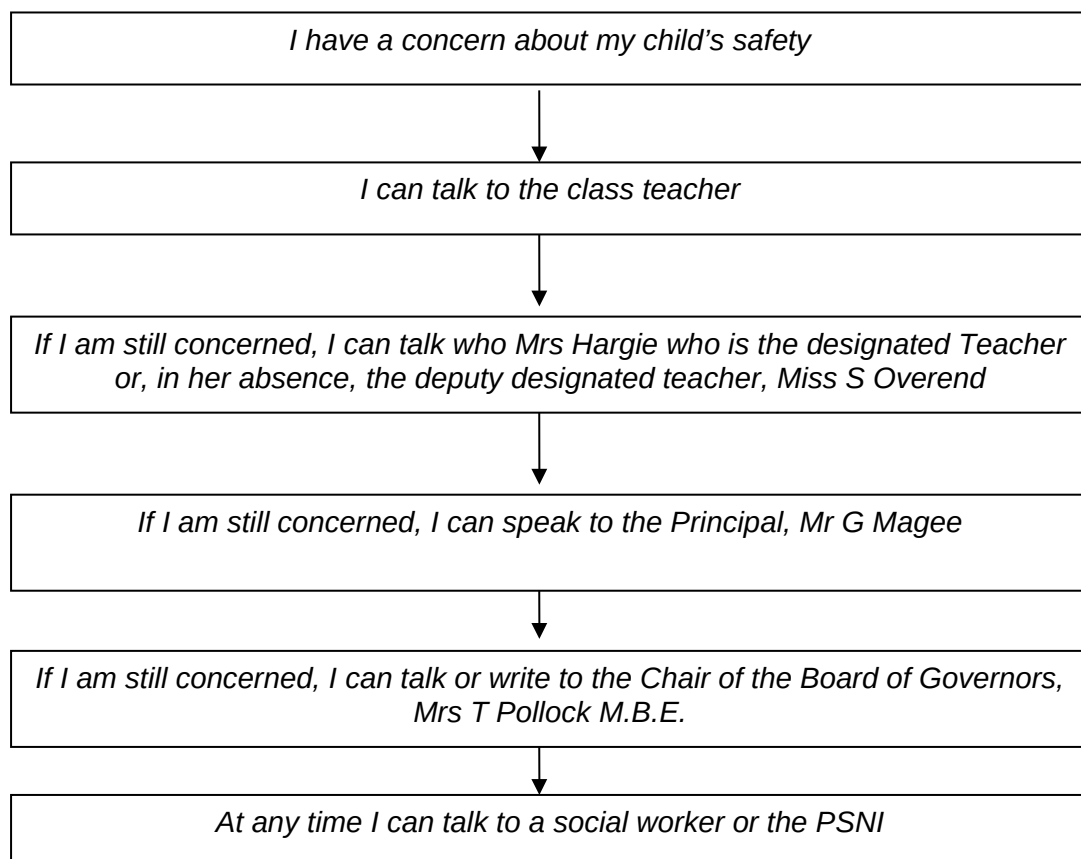 I have a concern about my child’s safety
I can talk to the class teacher
If I am still concerned, I can talk who Mrs Hargie who is the designated Teacher
or, in her absence, the deputy designated teacher, Miss S Overend
If I am still concerned, I can speak to the Principal, Mr G Magee
If I am still concerned, I can talk or write to the Chair of the Board of Governors,
Mrs T Pollock M.B.E.
At any time I can talk to a social worker or the PSNI